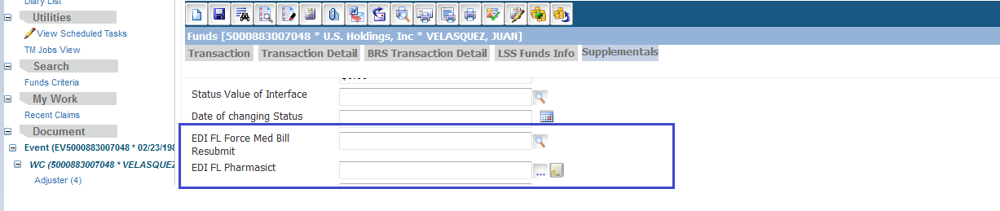 Diary List
Utilities
View Scheduled Tasks
TM Jobs View
Search
Funds Criteria
My Work
Recent Claims
Document
Event (EV5000883007048 * 02/23/198
WC (5000883007048 * VELASQUEZ
Adjuster (4)
Funds [5000883007048 * U.S. Holdings, Inc * VELASQUEZ, JUAN]
Transaction Transaction Detail BRS Transaction Detail LSS Funds Info Supplementals
Status Value of Interface
Date of changing Status
EDI FL Force Med Bill
Resubmit
EDI FL Pharmasict
...